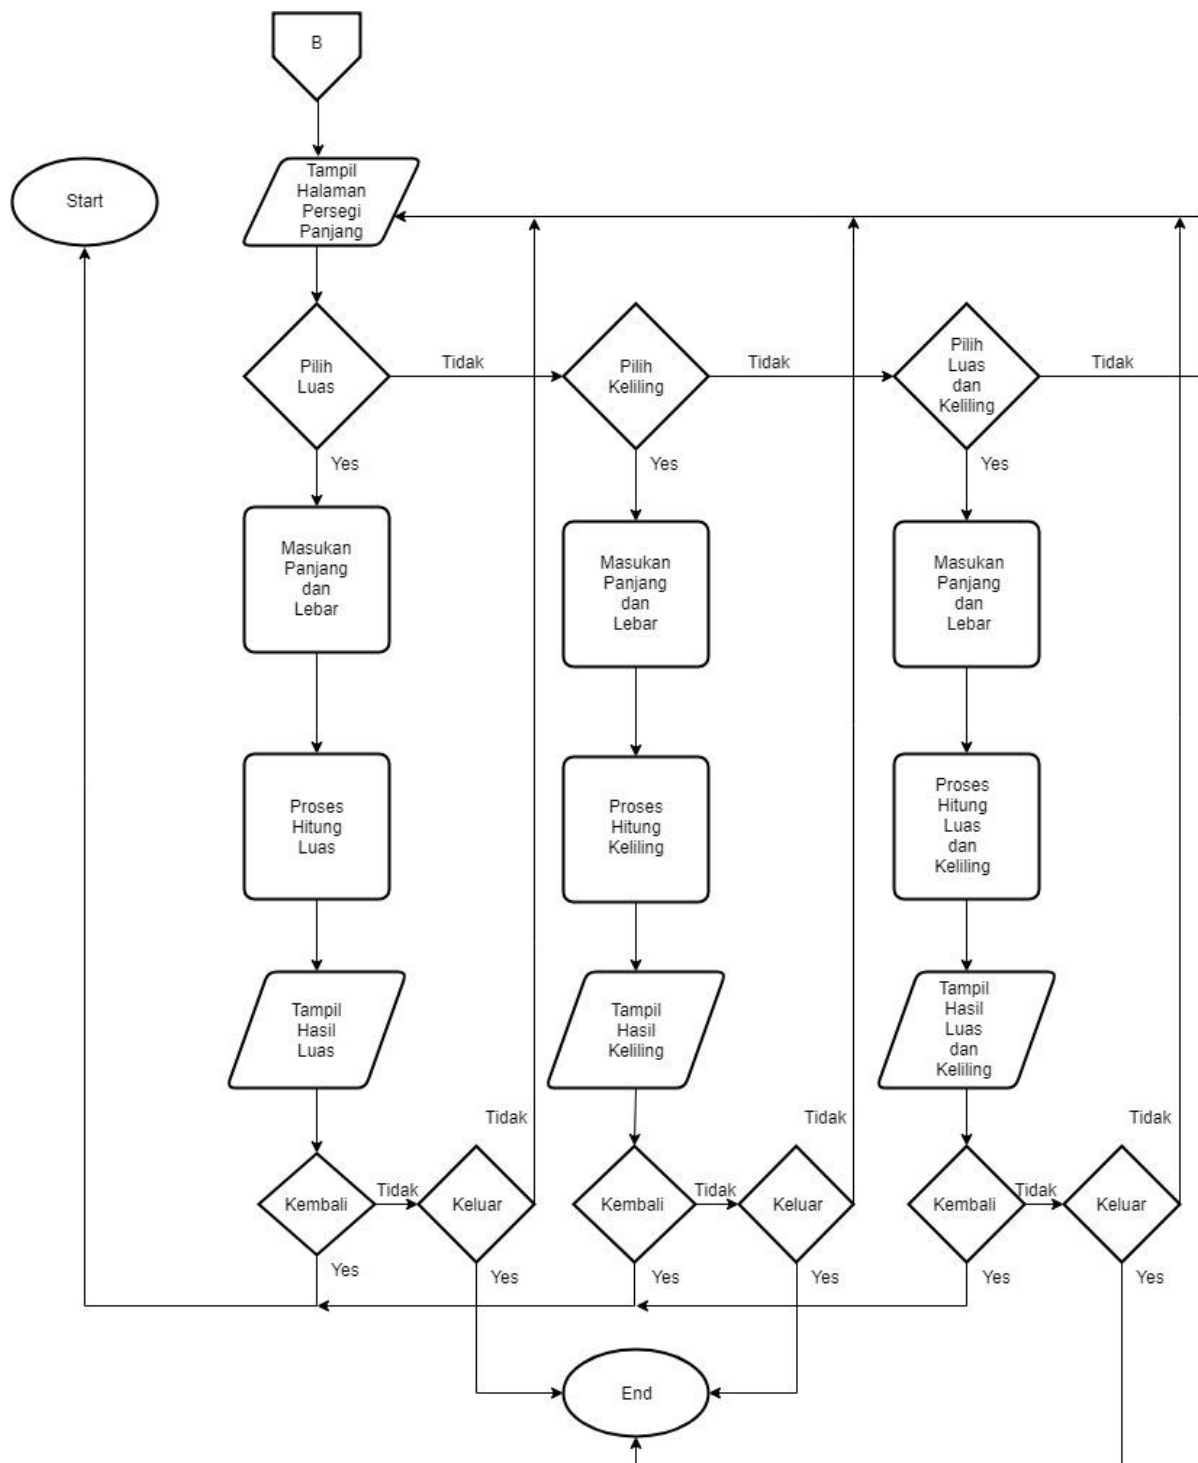 B
Tampil
Halaman
Persegi
Panjang
Start
Pilih
Luas
Tidak
Pilih
Keliling
Tidak
Pilih
Luas
dan
Keliling
Tidak
Yes
Yes
Yes
Masukan
Panjang
dan
Lebar
Masukan
Panjang
dan
Lebar
Masukan
Panjang
dan
Lebar
Proses
Hitung
Luas
Proses
Hitung
Keliling
Proses
Hitung
Luas
dan
Keliling
Tampil
Hasil
Luas
Tampil
Hasil
Keliling
Tampil
Hasil
Luas
dan
Keliling
Tidak
Tidak
Tidak
Kembali
Tidak
Keluar
Kembali
Tidak
Keluar
Kembali
Tidak
Keluar
Yes
Yes
Yes
Yes
Yes
Yes
End